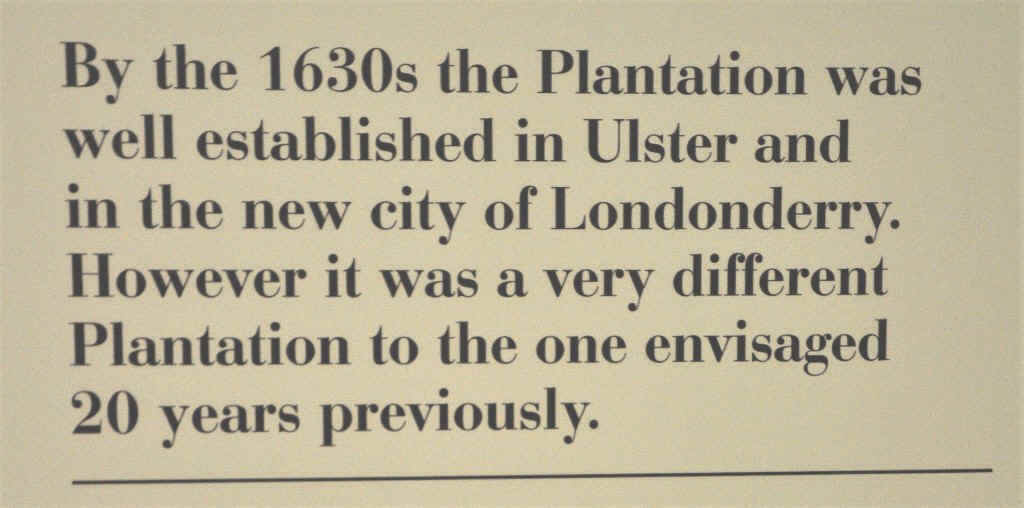 By the 1630s the Plantation was
well established in Ulster and
in the new city of Londonderry.
However it was a very different
Plantation to the one envisaged
20 years previously.